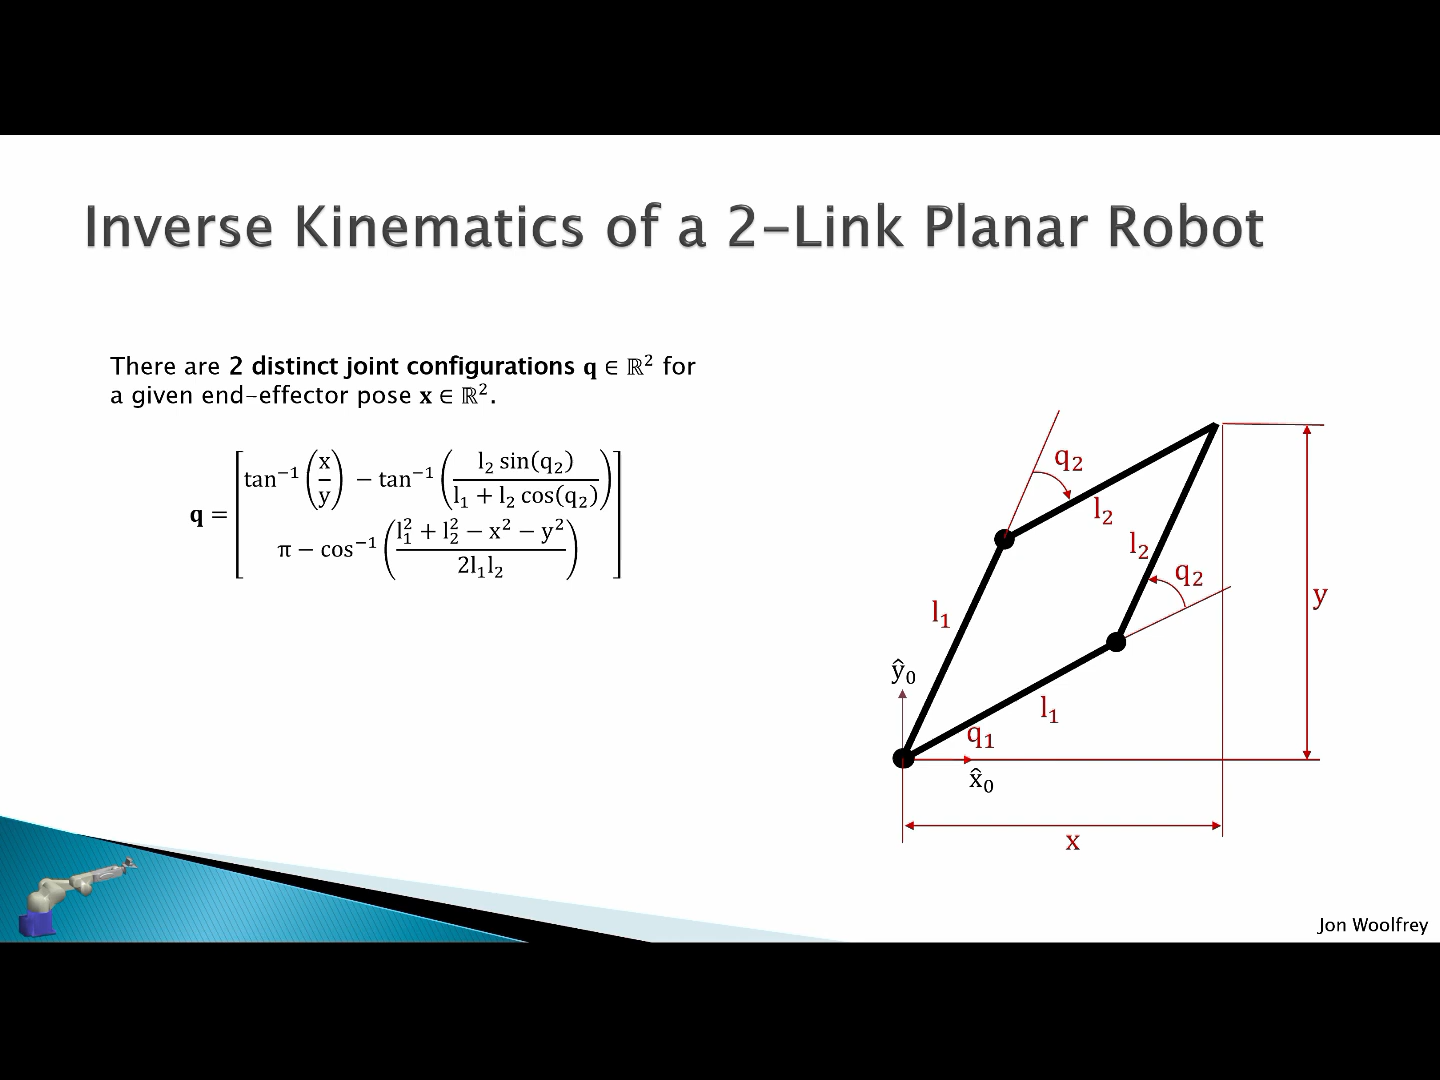 Inverse Kinematics of a 2-Link Planar Robot
There are 2 distinct joint configurations q ∈ ℝ² for
a given end-effector pose x ∈ ℝ².
q = [ tan⁻¹(x/y) − tan⁻¹(l₂ sin(q₂) / (l₁ + l₂ cos(q₂)))
π − cos⁻¹((l₁² + l₂² − x² − y²) / (2l₁l₂)) ]
q₂
l₂
l₂
q₂
y
l₁
ŷ₀
l₁
q₁
x̂₀
x
Jon Woolfrey